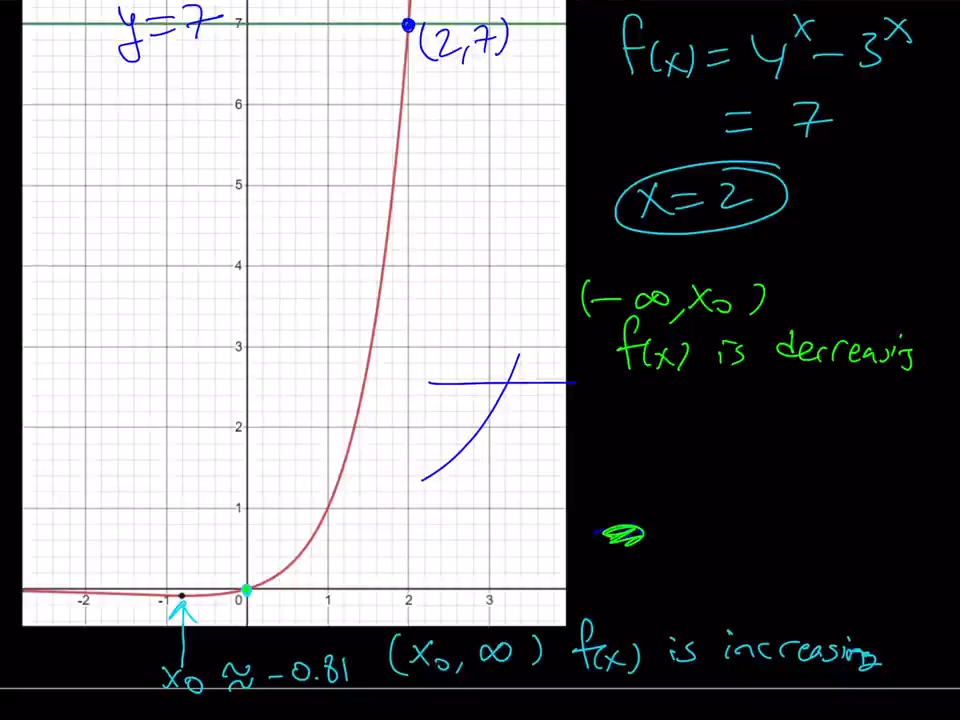 y=7
(2,7)
f(x) = 4^x - 3^x
= 7
x=2
(-∞, x₀)
f(x) is decreasin
7
6
5
4
3
2
1
-2 -1 0 1 2 3
x₀ ≈ -0.81
(x₀, ∞) f(x) is increasing